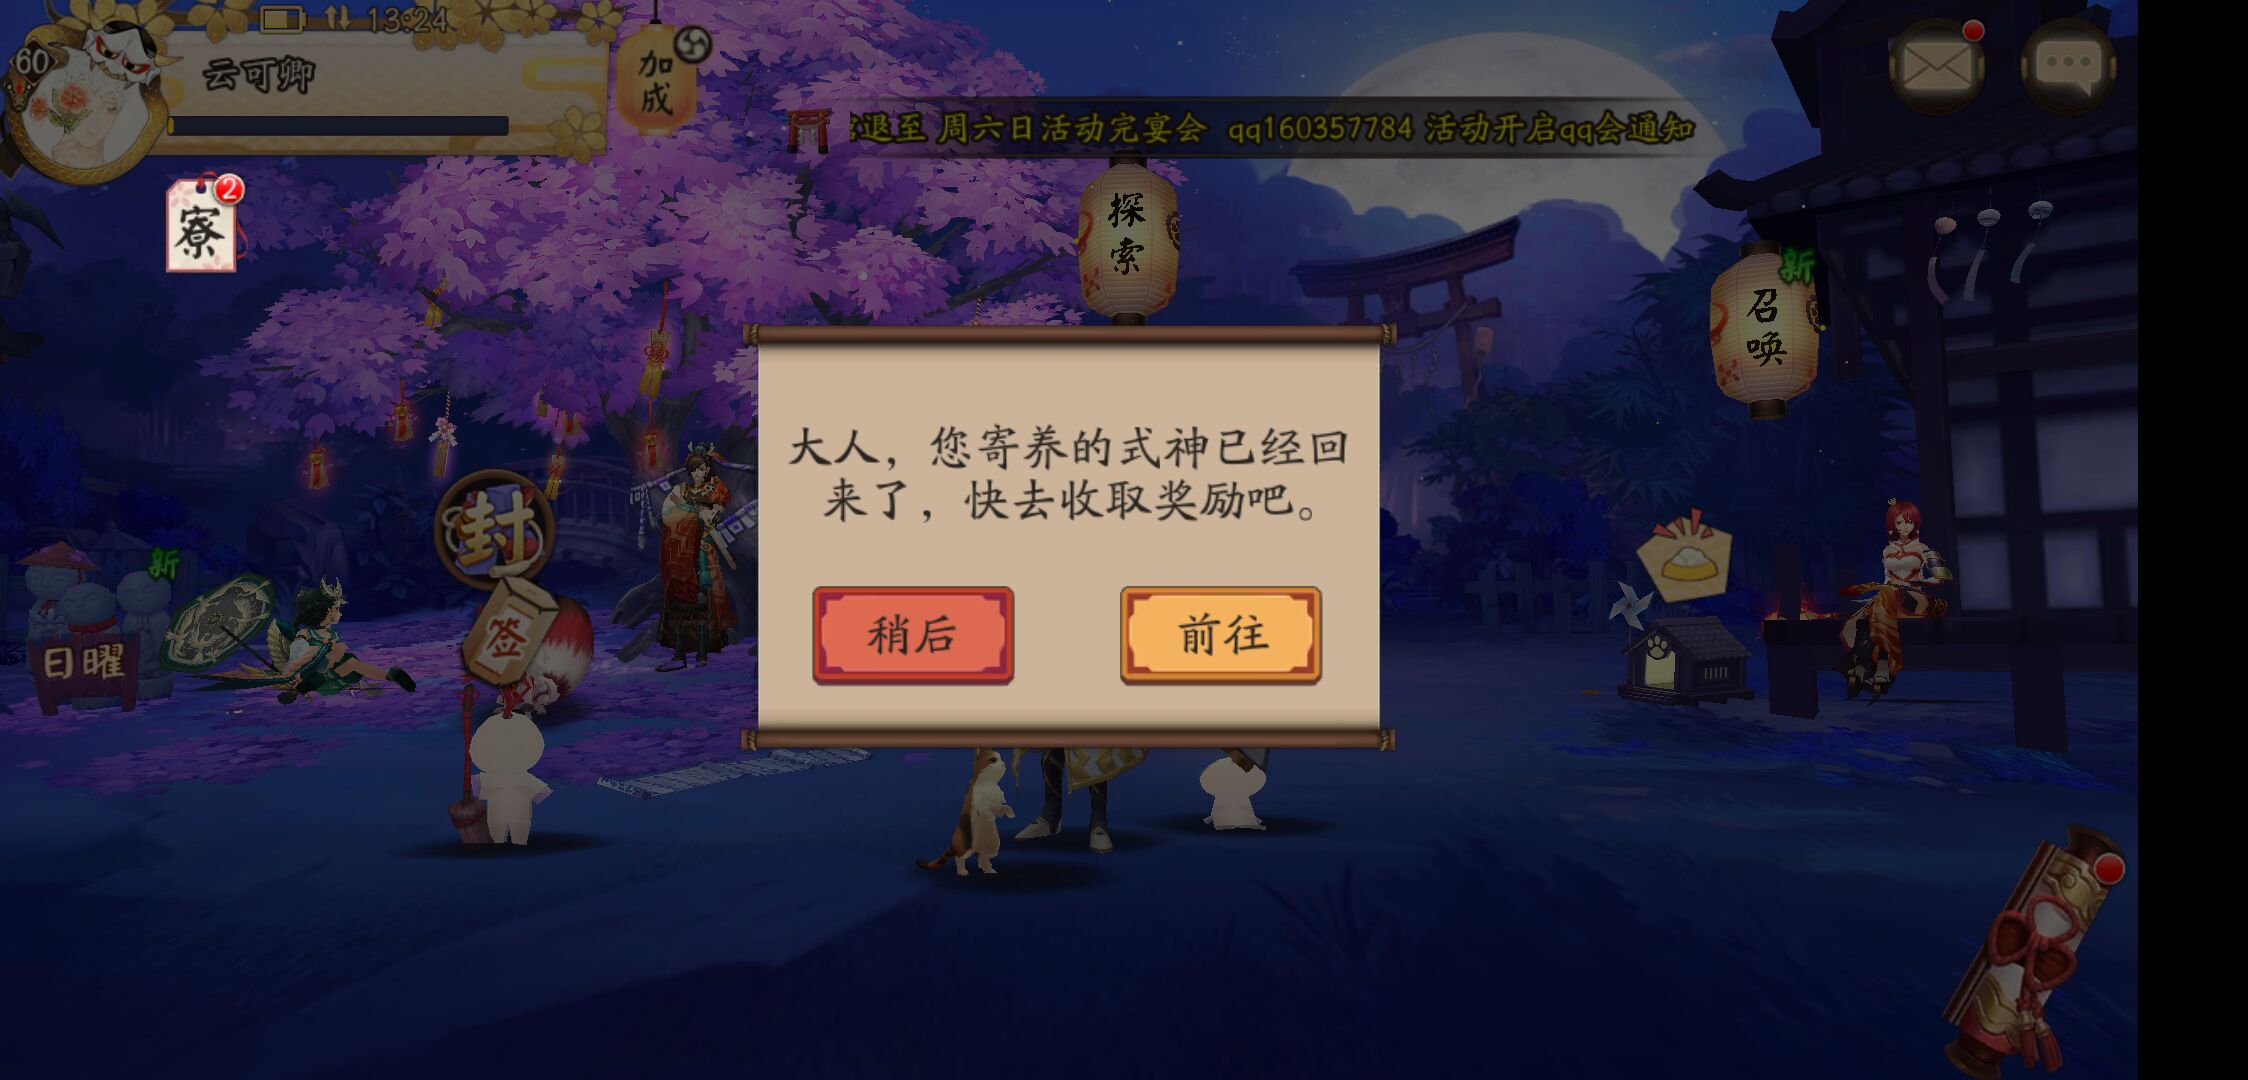 13:24
60
云可卿
加成
退至 周六日活动完宴会 qq160357784 活动开启qq会通知
2
寮
探索
新
召唤
大人，您寄养的式神已经回
来了，快去收取奖励吧。
封
新
签
稍后
前往
日曜